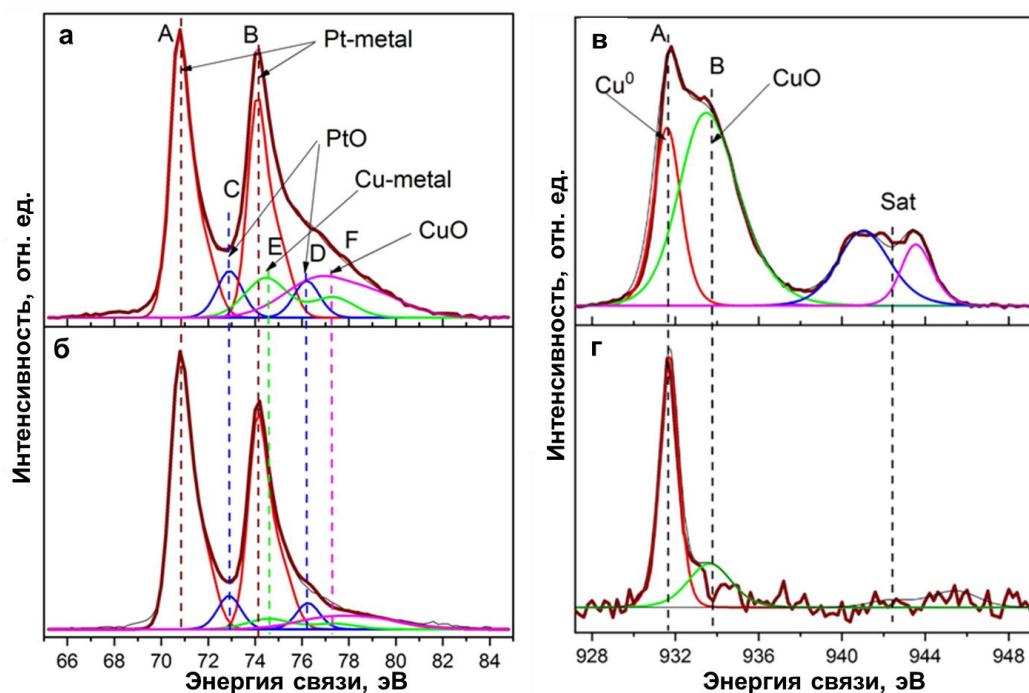 а
A
B
Pt-metal
PtO
Cu-metal
C
E
D
F
CuO
б
66 68 70 72 74 76 78 80 82 84
Энергия связи, эВ
Интенсивность, отн. ед.
в
A
B
Cu⁰
CuO
Sat
г
928 932 936 940 944 948
Энергия связи, эВ
Интенсивность, отн. ед.